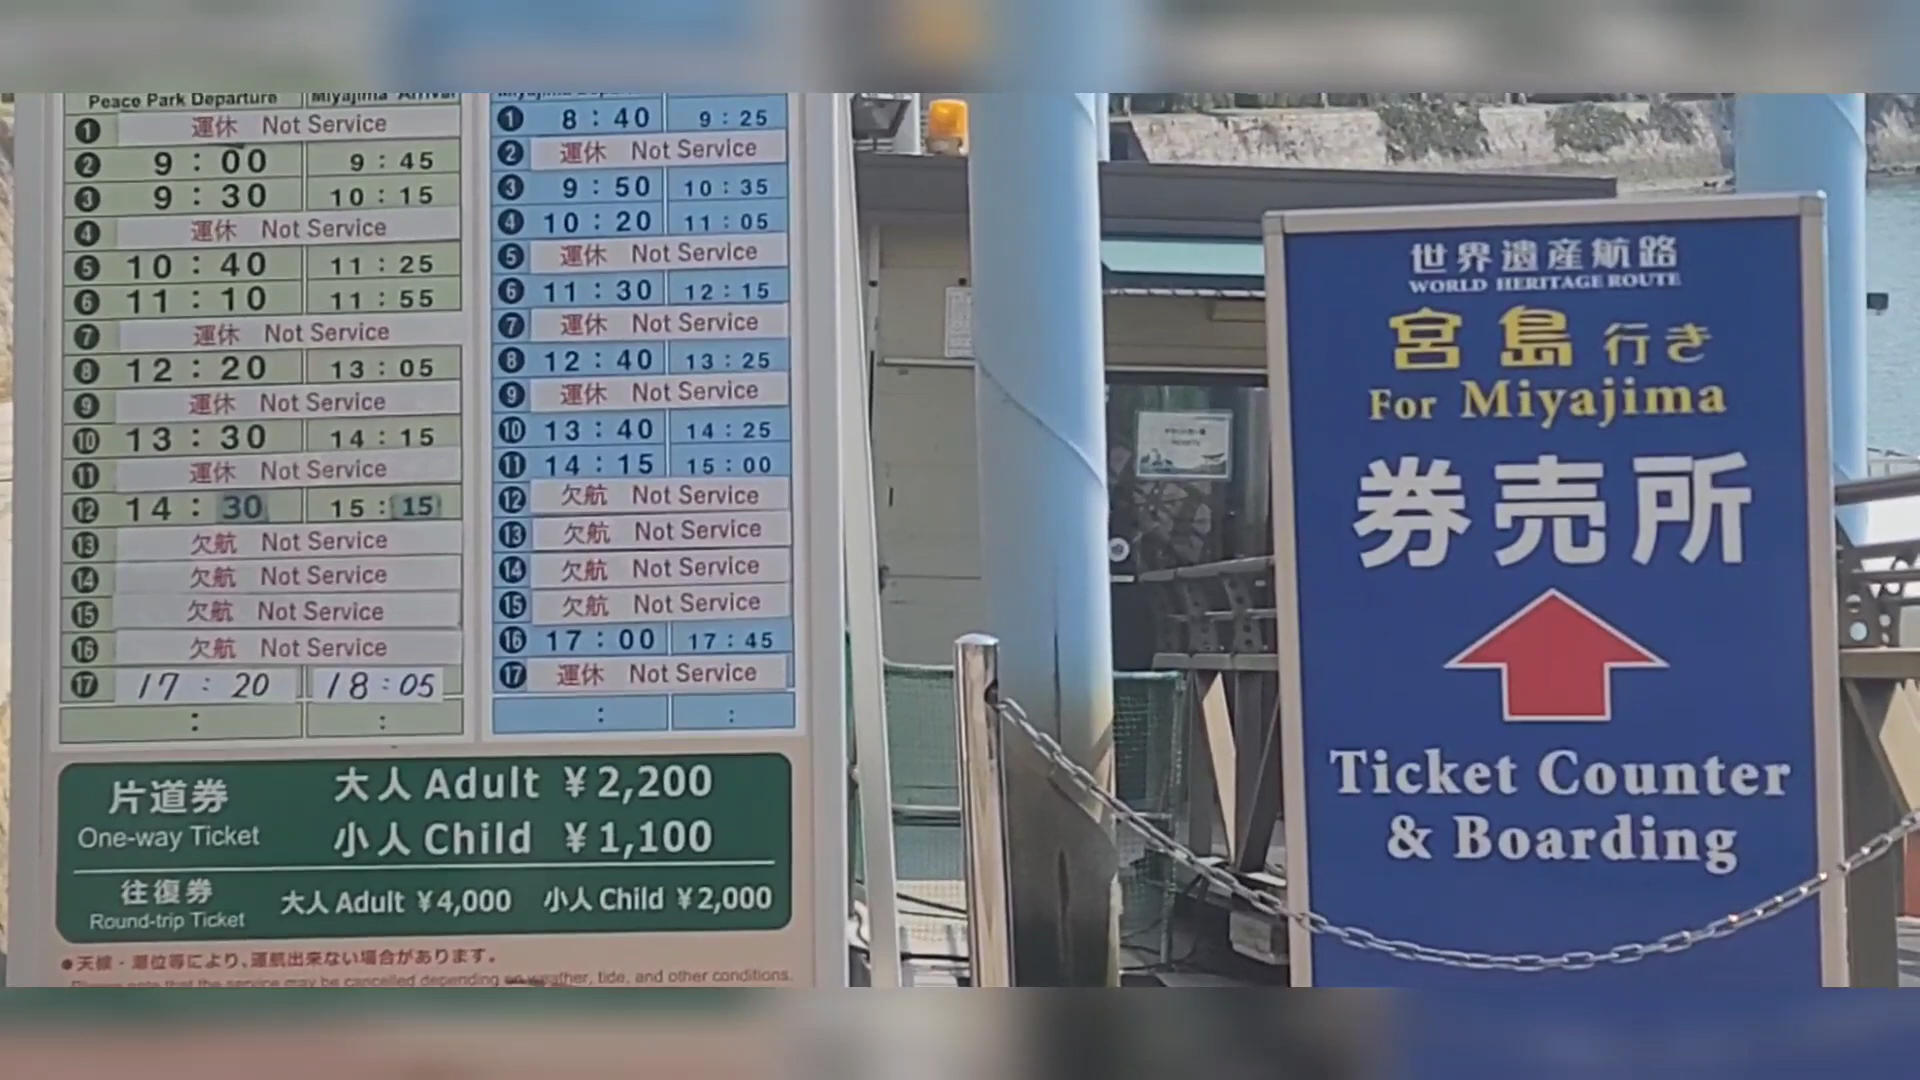 Peace Park Departure Miyajima Arrival
1 運休 Not Service
2 9:00 9:45
3 9:30 10:15
4 運休 Not Service
5 10:40 11:25
6 11:10 11:55
7 運休 Not Service
8 12:20 13:05
9 運休 Not Service
10 13:30 14:15
11 運休 Not Service
12 14:30 15:15
13 欠航 Not Service
14 欠航 Not Service
15 欠航 Not Service
16 欠航 Not Service
17 17:20 18:05
: :
1 8:40 9:25
2 運休 Not Service
3 9:50 10:35
4 10:20 11:05
5 運休 Not Service
6 11:30 12:15
7 運休 Not Service
8 12:40 13:25
9 運休 Not Service
10 13:40 14:25
11 14:15 15:00
12 欠航 Not Service
13 欠航 Not Service
14 欠航 Not Service
15 欠航 Not Service
16 17:00 17:45
17 運休 Not Service
: :
片道券 大人 Adult ¥2,200
One-way Ticket 小人 Child ¥1,100
往復券 大人 Adult ¥4,000 小人 Child ¥2,000
Round-trip Ticket
●天候・潮位等により、運航出来ない場合があります。
Please note that the service may be cancelled depending on weather, tide, and other conditions.
世界遺産航路
WORLD HERITAGE ROUTE
宮島行き
For Miyajima
券売所
Ticket Counter
& Boarding